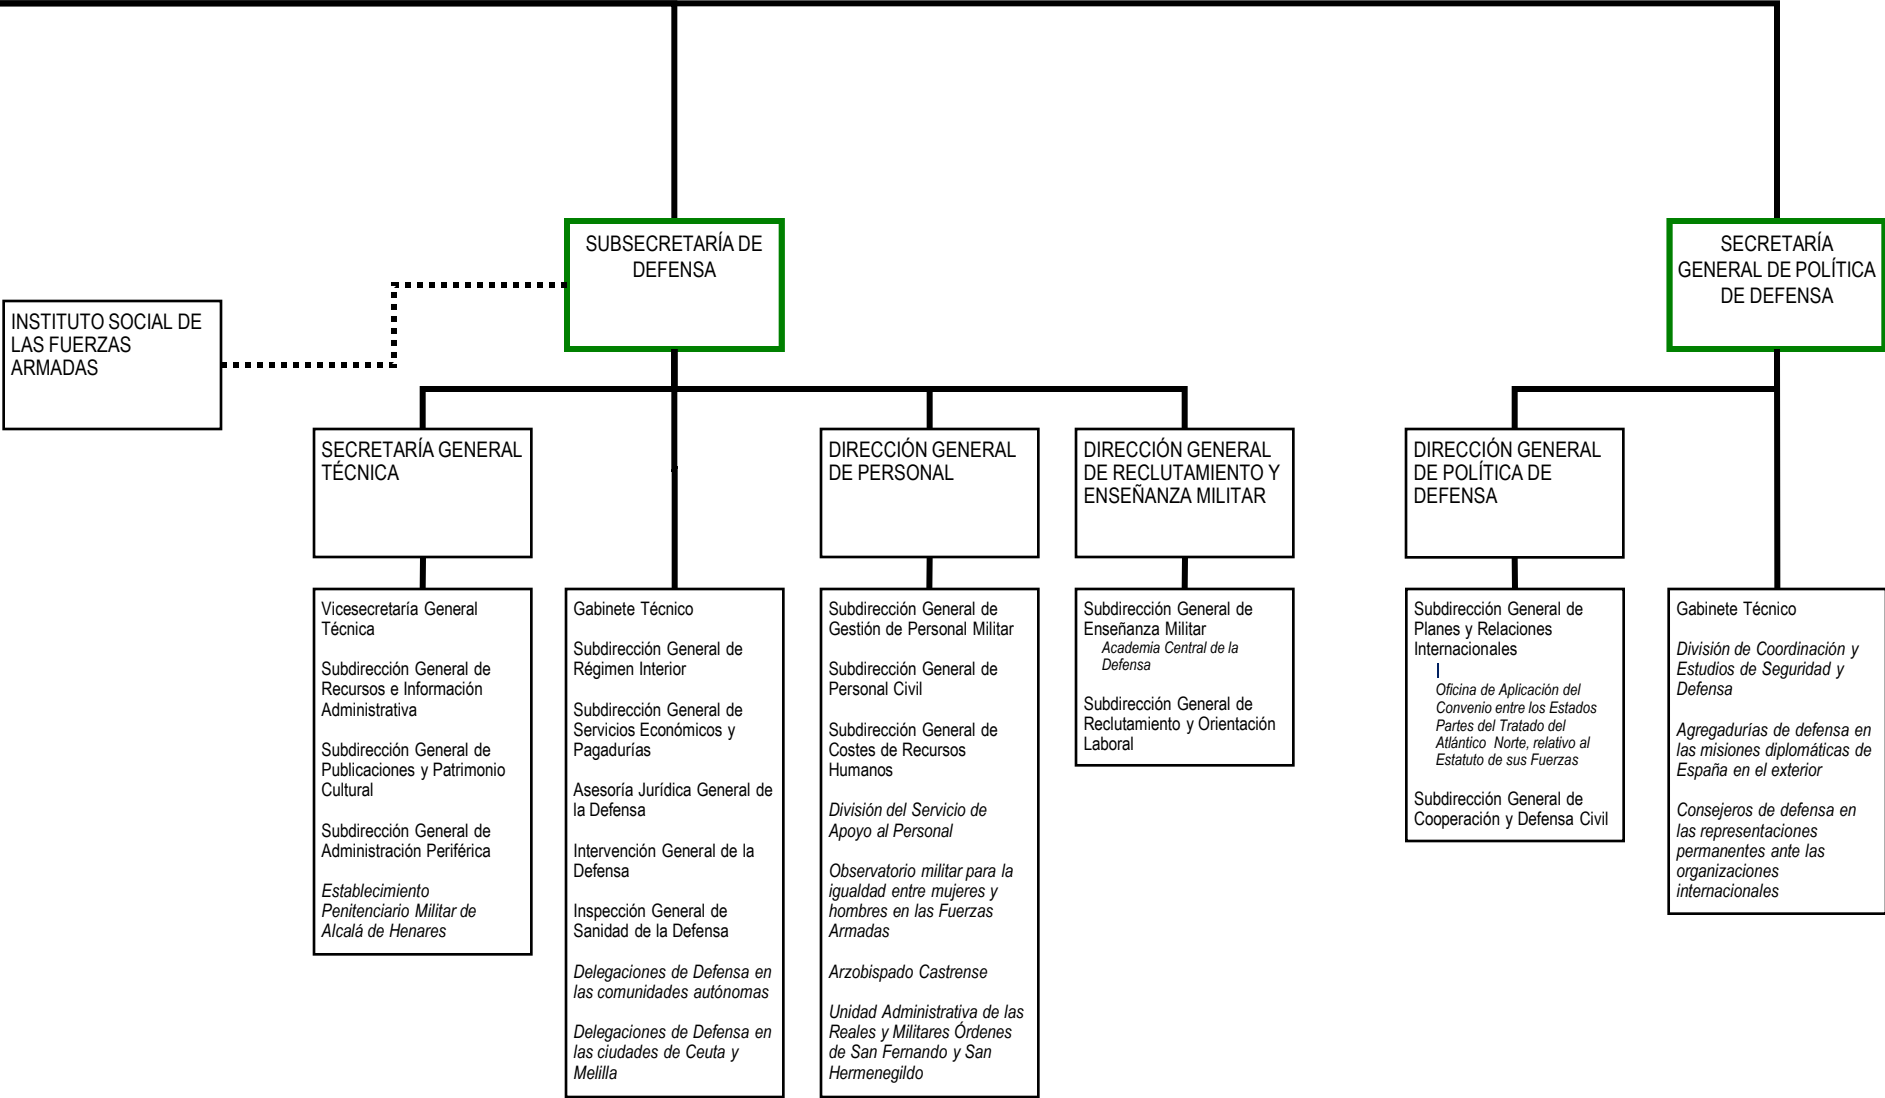 SUBSECRETARÍA DE
DEFENSA
SECRETARÍA
GENERAL DE POLÍTICA
DE DEFENSA
INSTITUTO SOCIAL DE
LAS FUERZAS
ARMADAS
SECRETARÍA GENERAL
TÉCNICA
DIRECCIÓN GENERAL
DE PERSONAL
DIRECCIÓN GENERAL
DE RECLUTAMIENTO Y
ENSEÑANZA MILITAR
DIRECCIÓN GENERAL
DE POLÍTICA DE
DEFENSA
Vicesecretaría General
Técnica
Subdirección General de
Recursos e Información
Administrativa
Subdirección General de
Publicaciones y Patrimonio
Cultural
Subdirección General de
Administración Periférica
Establecimiento
Penitenciario Militar de
Alcalá de Henares
Gabinete Técnico
Subdirección General de
Régimen Interior
Subdirección General de
Servicios Económicos y
Pagadurías
Asesoría Jurídica General de
la Defensa
Intervención General de la
Defensa
Inspección General de
Sanidad de la Defensa
Delegaciones de Defensa en
las comunidades autónomas
Delegaciones de Defensa en
las ciudades de Ceuta y
Melilla
Subdirección General de
Gestión de Personal Militar
Subdirección General de
Personal Civil
Subdirección General de
Costes de Recursos
Humanos
División del Servicio de
Apoyo al Personal
Observatorio militar para la
igualdad entre mujeres y
hombres en las Fuerzas
Armadas
Arzobispado Castrense
Unidad Administrativa de las
Reales y Militares Órdenes
de San Fernando y San
Hermenegildo
Subdirección General de
Enseñanza Militar
Academia Central de la
Defensa
Subdirección General de
Reclutamiento y Orientación
Laboral
Subdirección General de
Planes y Relaciones
Internacionales
Oficina de Aplicación del
Convenio entre los Estados
Partes del Tratado del
Atlántico Norte, relativo al
Estatuto de sus Fuerzas
Subdirección General de
Cooperación y Defensa Civil
Gabinete Técnico
División de Coordinación y
Estudios de Seguridad y
Defensa
Agregadurías de defensa en
las misiones diplomáticas de
España en el exterior
Consejeros de defensa en
las representaciones
permanentes ante las
organizaciones
internacionales